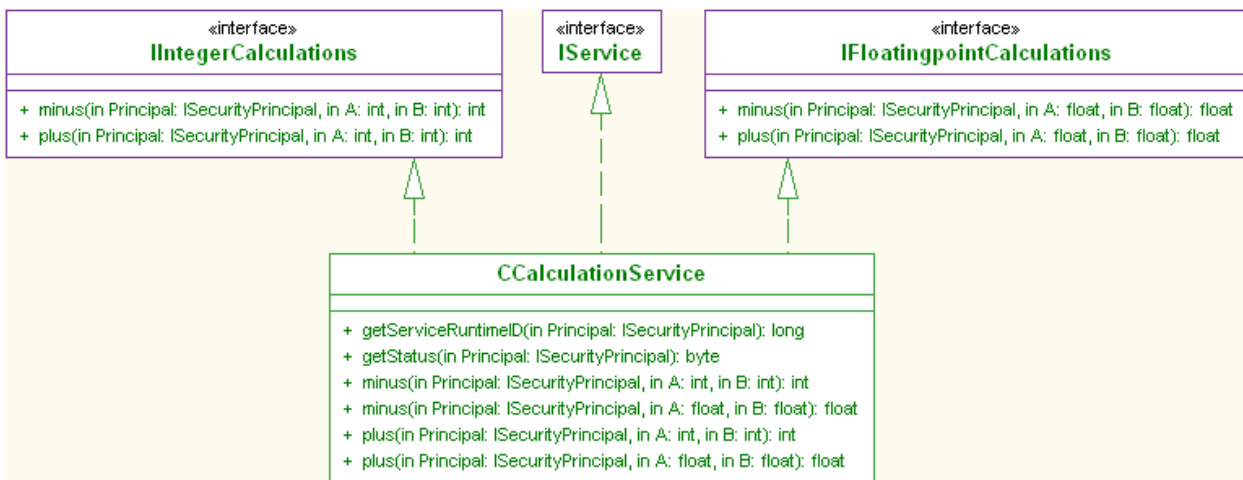 «interface»
IIntegerCalculations
+ minus(in Principal: ISecurityPrincipal, in A: int, in B: int): int
+ plus(in Principal: ISecurityPrincipal, in A: int, in B: int): int
«interface»
IService
«interface»
IFloatingpointCalculations
+ minus(in Principal: ISecurityPrincipal, in A: float, in B: float): float
+ plus(in Principal: ISecurityPrincipal, in A: float, in B: float): float
CCalculationService
+ getServiceRuntimeID(in Principal: ISecurityPrincipal): long
+ getStatus(in Principal: ISecurityPrincipal): byte
+ minus(in Principal: ISecurityPrincipal, in A: int, in B: int): int
+ minus(in Principal: ISecurityPrincipal, in A: float, in B: float): float
+ plus(in Principal: ISecurityPrincipal, in A: int, in B: int): int
+ plus(in Principal: ISecurityPrincipal, in A: float, in B: float): float